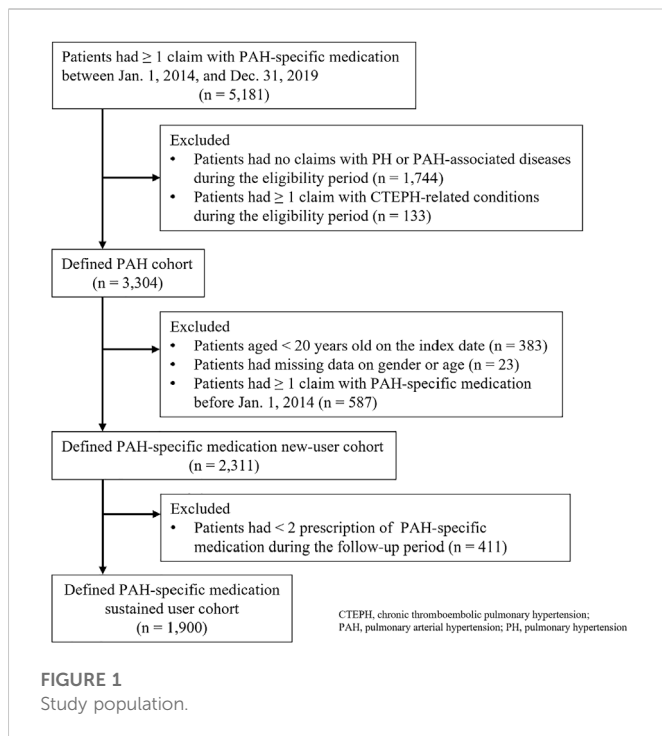 Patients had ≥ 1 claim with PAH-specific medication
between Jan. 1, 2014, and Dec. 31, 2019
(n = 5,181)
Excluded
• Patients had no claims with PH or PAH-associated diseases
during the eligibility period (n = 1,744)
• Patients had ≥ 1 claim with CTEPH-related conditions
during the eligibility period (n = 133)
Defined PAH cohort
(n = 3,304)
Excluded
• Patients aged < 20 years old on the index date (n = 383)
• Patients had missing data on gender or age (n = 23)
• Patients had ≥ 1 claim with PAH-specific medication
before Jan. 1, 2014 (n = 587)
Defined PAH-specific medication new-user cohort
(n = 2,311)
Excluded
• Patients had < 2 prescription of PAH-specific
medication during the follow-up period (n = 411)
Defined PAH-specific medication
sustained user cohort
(n = 1,900)
CTEPH, chronic thromboembolic pulmonary hypertension;
PAH, pulmonary arterial hypertension; PH, pulmonary hypertension
FIGURE 1
Study population.